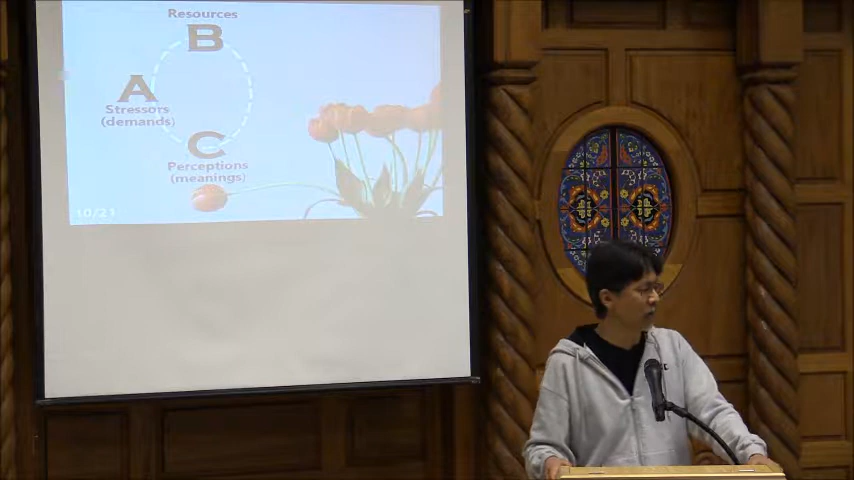 Resources
B
A
Stressors
(demands)
C
Perceptions
(meanings)
10/21